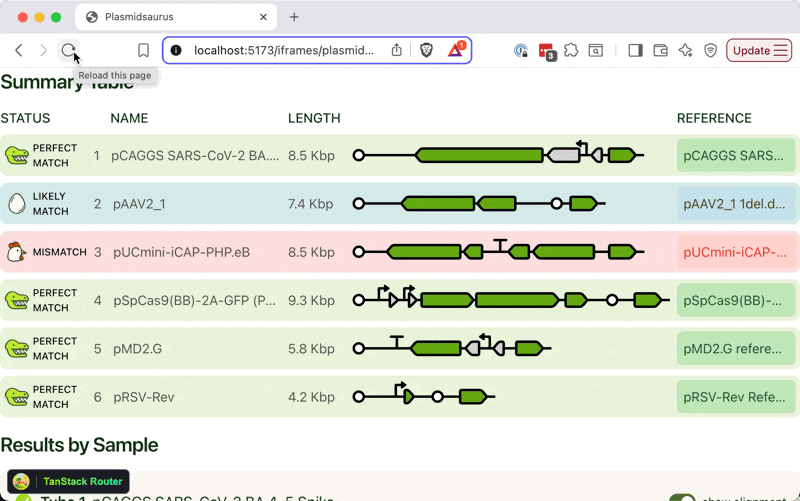 Plasmidsaurus
localhost:5173/iframes/plasmid...
1
3
Update
Reload this page
Summary Table
STATUS NAME LENGTH REFERENCE
PERFECT MATCH 1 pCAGGS SARS-CoV-2 BA.... 8.5 Kbp pCAGGS SARS...
LIKELY MATCH 2 pAAV2_1 7.4 Kbp pAAV2_1 1del.d...
MISMATCH 3 pUCmini-iCAP-PHP.eB 8.5 Kbp pUCmini-iCAP-...
PERFECT MATCH 4 pSpCas9(BB)-2A-GFP (P... 9.3 Kbp pSpCas9(BB)-...
PERFECT MATCH 5 pMD2.G 5.8 Kbp pMD2.G refere...
PERFECT MATCH 6 pRSV-Rev 4.2 Kbp pRSV-Rev Refe...
Results by Sample
TanStack Router
Tube 1 pCAGGS SARS-CoV-2 BA.4_5 Spike show alignment